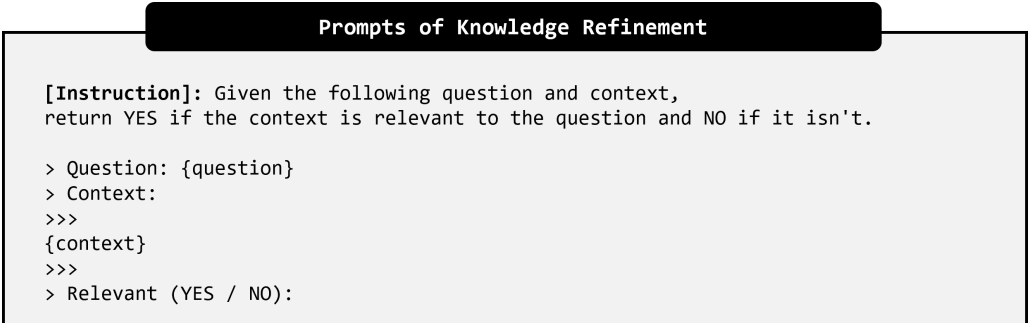 Prompts of Knowledge Refinement
[Instruction]: Given the following question and context,
return YES if the context is relevant to the question and NO if it isn't.
> Question: {question}
> Context:
>>>
{context}
>>>
> Relevant (YES / NO):